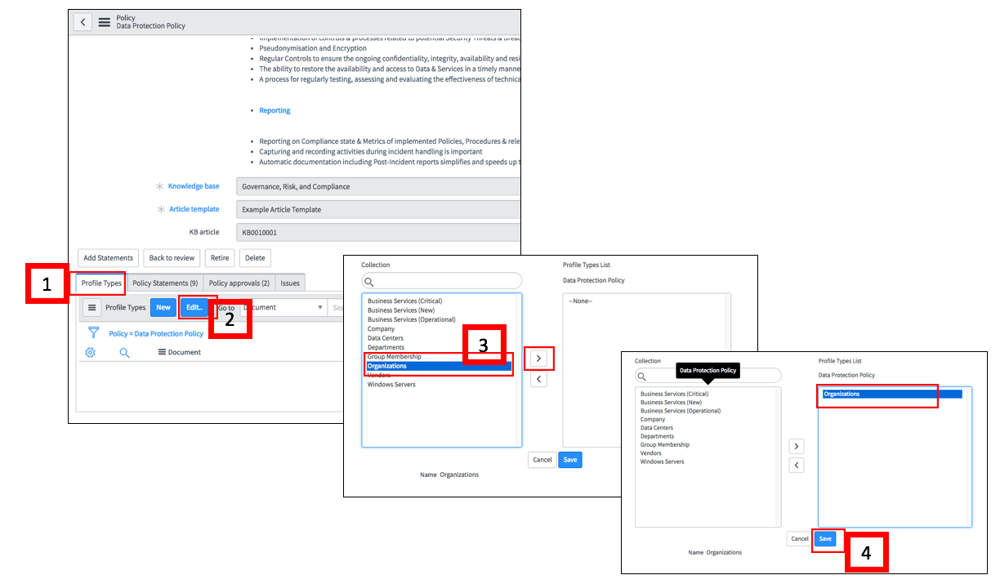 Policy
Data Protection Policy
Implementation of controls & processes related to potential Security Threats & Breac
Pseudonymisation and Encryption
Regular Controls to ensure the ongoing confidentiality, integrity, availability and resi
The ability to restore the availability and access to Data & Services in a timely manne
A process for regularly testing, assessing and evaluating the effectiveness of technica
Reporting
Reporting on Compliance state & Metrics of implemented Policies, Procedures & rele
Capturing and recording activities during incident handling is important
Automatic documentation including Post-Incident reports simplifies and speeds up t
Knowledge base Governance, Risk, and Compliance
Article template Example Article Template
KB article KB0010001
Add Statements Back to review Retire Delete
1
Profile Types Policy Statements (9) Policy approvals (2) Issues
Profile Types New Edit.. Go to Document Sea
2
Policy = Data Protection Policy
Document
Collection
Profile Types List
Data Protection Policy
Business Services (Critical)
Business Services (New)
Business Services (Operational)
Company
Data Centers
Departments
Group Membership
Organizations
Vendors
Windows Servers
3
>
<
--None--
Cancel Save
Name Organizations
Collection
Profile Types List
Data Protection Policy
Data Protection Policy
Business Services (Critical)
Business Services (New)
Business Services (Operational)
Company
Data Centers
Departments
Group Membership
Vendors
Windows Servers
>
<
Organizations
Cancel Save
4
Name Organizations